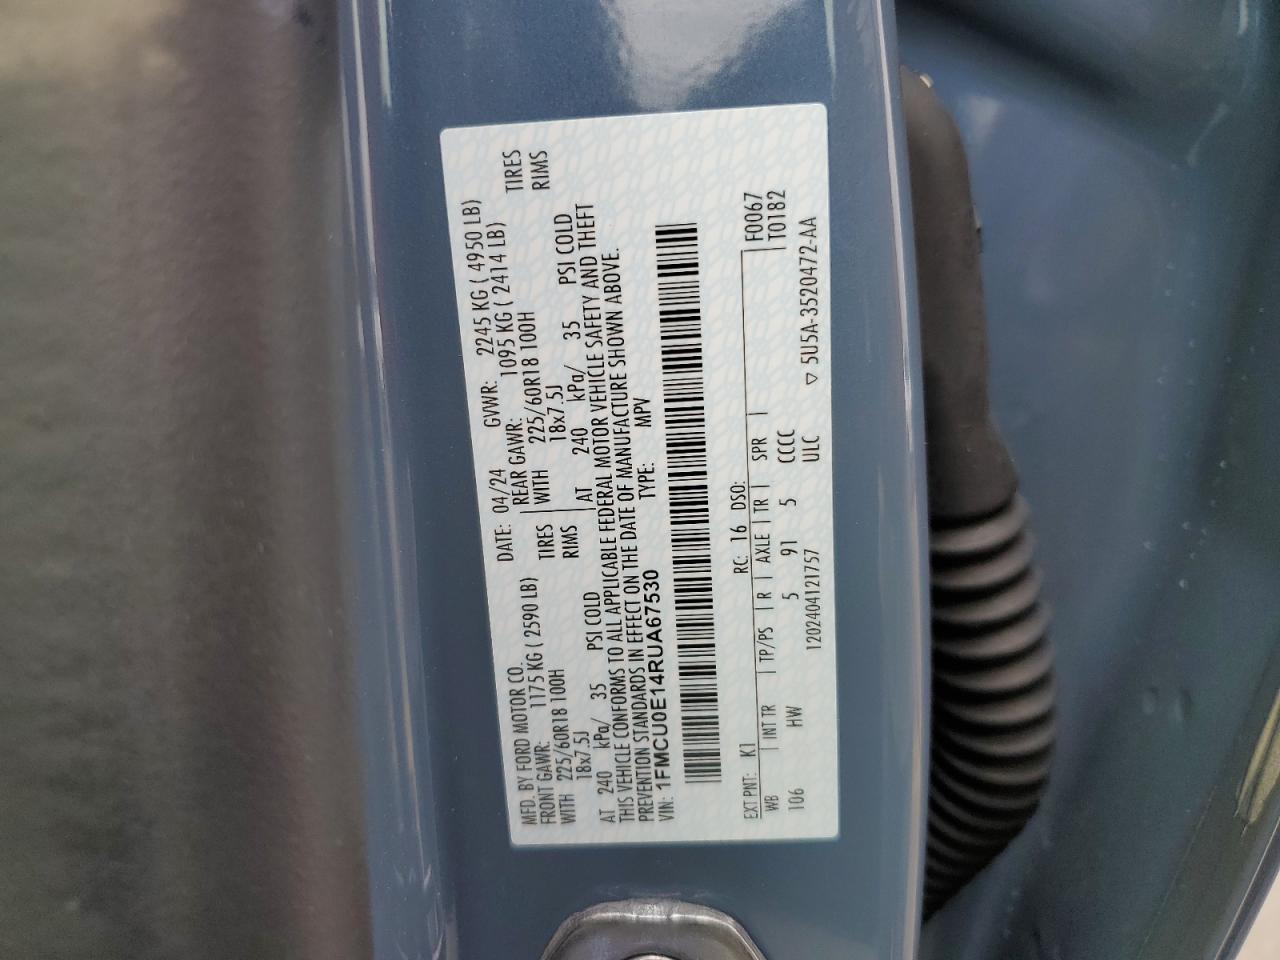 MFD. BY FORD MOTOR CO.
DATE: 04/24 GVWR: 2245 KG ( 4950 LB)
FRONT GAWR: 1175 KG ( 2590 LB)
REAR GAWR: 1095 KG ( 2414 LB)
WITH 225/60R18 100H TIRES
WITH 225/60R18 100H TIRES
18x7.5J RIMS
18x7.5J RIMS
AT 240 kPa/ 35 PSI COLD
AT 240 kPa/ 35 PSI COLD
THIS VEHICLE CONFORMS TO ALL APPLICABLE FEDERAL MOTOR VEHICLE SAFETY AND THEFT
PREVENTION STANDARDS IN EFFECT ON THE DATE OF MANUFACTURE SHOWN ABOVE.
VIN: 1FMCU0E14RUA67530 TYPE: MPV
EXT PNT: K1 RC: 16 DSO: F0067
WB | INT TR | TP/PS | R | AXLE | TR | SPR | T0182
106 HW 5 91 5 CCCC
1202404121757 ULC ▽ 5U5A-3520472-AA